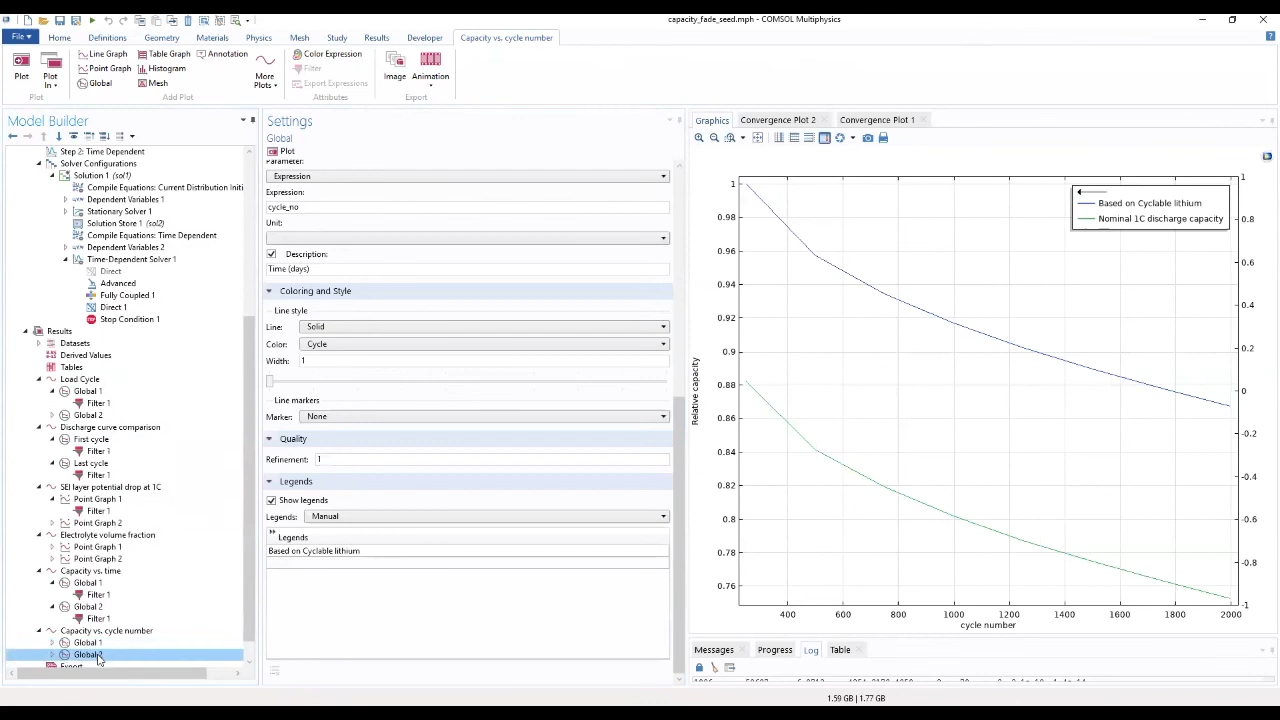 capacity_fade_seed.mph - COMSOL Multiphysics
File
Home
Definitions
Geometry
Materials
Physics
Mesh
Study
Results
Developer
Capacity vs. cycle number
Plot
Plot In
Line Graph
Point Graph
Global
Table Graph
Histogram
Mesh
Annotation
More Plots
Color Expression
Filter
Export Expressions
Image
Animation
Plot
Add Plot
Attributes
Export
Model Builder
Step 2: Time Dependent
Solver Configurations
Solution 1 (sol1)
Compile Equations: Current Distribution Initi
Dependent Variables 1
Stationary Solver 1
Solution Store 1 (sol2)
Compile Equations: Time Dependent
Dependent Variables 2
Time-Dependent Solver 1
Direct
Advanced
Fully Coupled 1
Direct 1
Stop Condition 1
Results
Datasets
Derived Values
Tables
Load Cycle
Global 1
Filter 1
Global 2
Discharge curve comparison
First cycle
Filter 1
Last cycle
Filter 1
SEI layer potential drop at 1C
Point Graph 1
Filter 1
Point Graph 2
Electrolyte volume fraction
Point Graph 1
Point Graph 2
Capacity vs. time
Global 1
Filter 1
Global 2
Filter 1
Capacity vs. cycle number
Global 1
Global 2
Export
Settings
Global
Plot
Parameter:
Expression
Expression:
cycle_no
Unit:
Description:
Time (days)
Coloring and Style
Line style
Line: Solid
Color: Cycle
Width: 1
Line markers
Marker: None
Quality
Refinement: 1
Legends
Show legends
Legends: Manual
Legends
Based on Cyclable lithium
Graphics
Convergence Plot 2
Convergence Plot 1
Based on Cyclable lithium
Nominal 1C discharge capacity
1
0.98
0.96
0.94
0.92
0.9
0.88
0.86
0.84
0.82
0.8
0.78
0.76
Relative capacity
1
0.8
0.6
0.4
0.2
0
-0.2
-0.4
-0.6
-0.8
-1
400 600 800 1000 1200 1400 1600 1800 2000
cycle number
Messages
Progress
Log
Table
1.59 GB | 1.77 GB